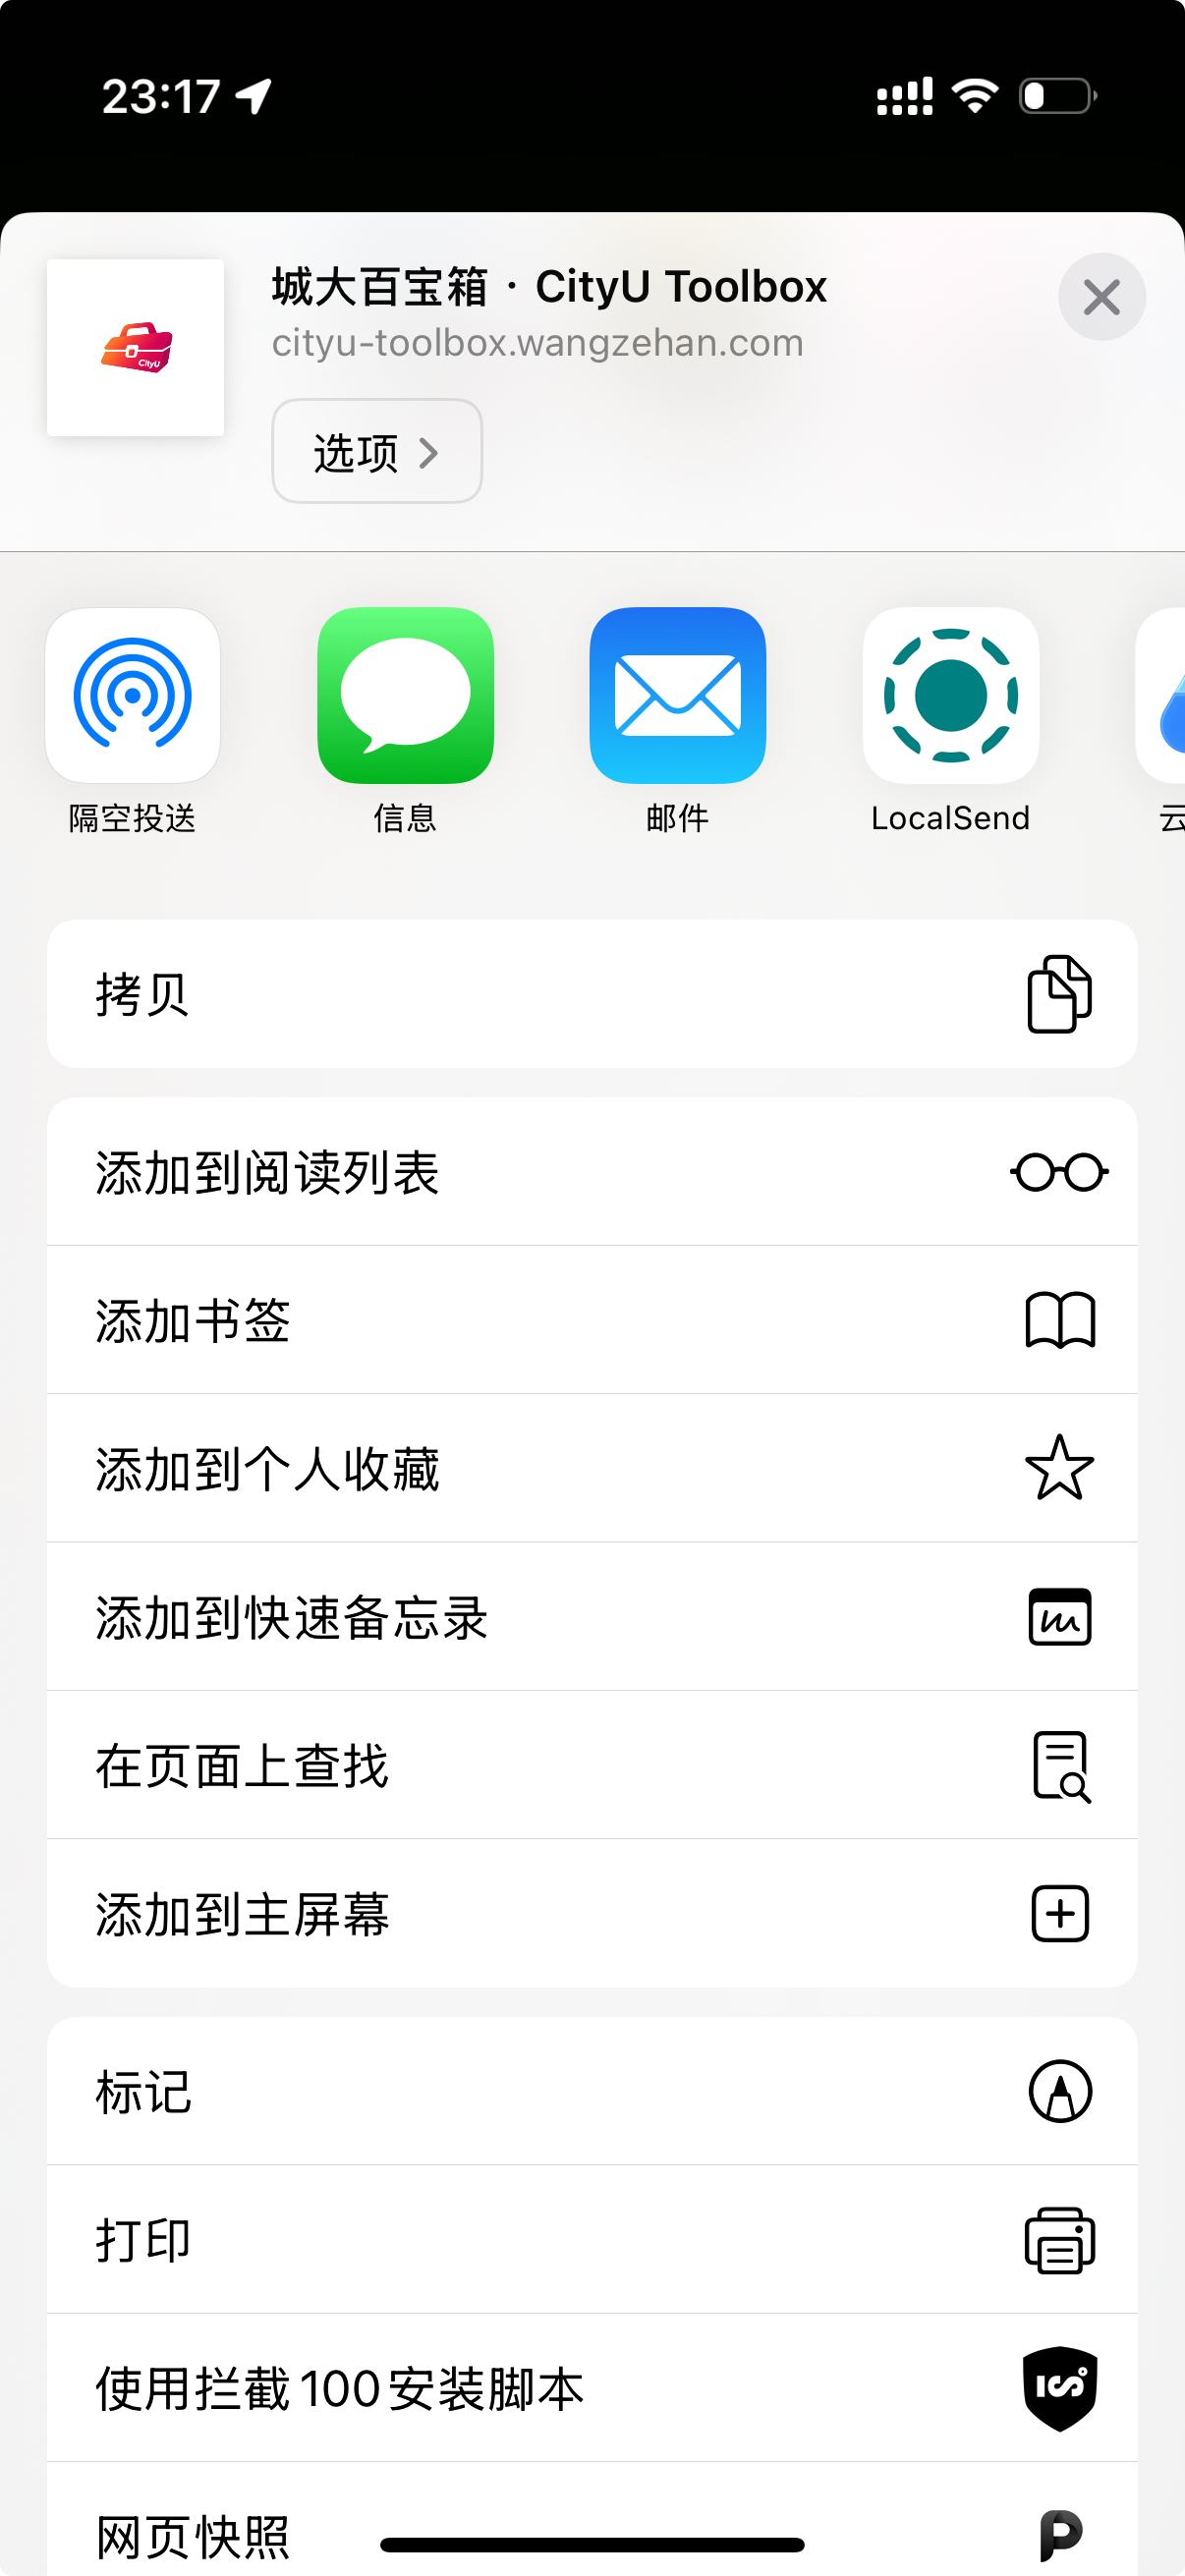 23:17
城大百宝箱 · CityU Toolbox
cityu-toolbox.wangzehan.com
CityU
选项
隔空投送
信息
邮件
LocalSend
云
拷贝
添加到阅读列表
添加书签
添加到个人收藏
添加到快速备忘录
在页面上查找
添加到主屏幕
标记
打印
使用拦截100安装脚本
网页快照